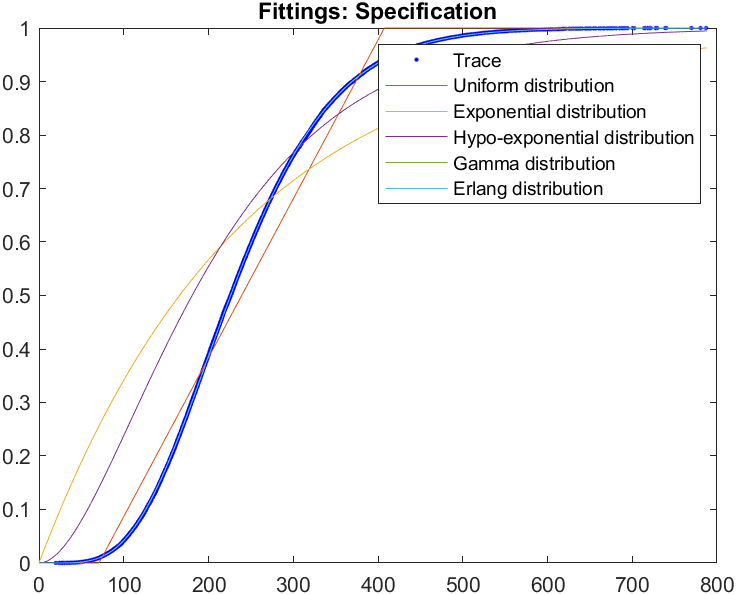 Fittings: Specification
1
0.9
0.8
0.7
0.6
0.5
0.4
0.3
0.2
0.1
0
Trace
Uniform distribution
Exponential distribution
Hypo-exponential distribution
Gamma distribution
Erlang distribution
0 100 200 300 400 500 600 700 800